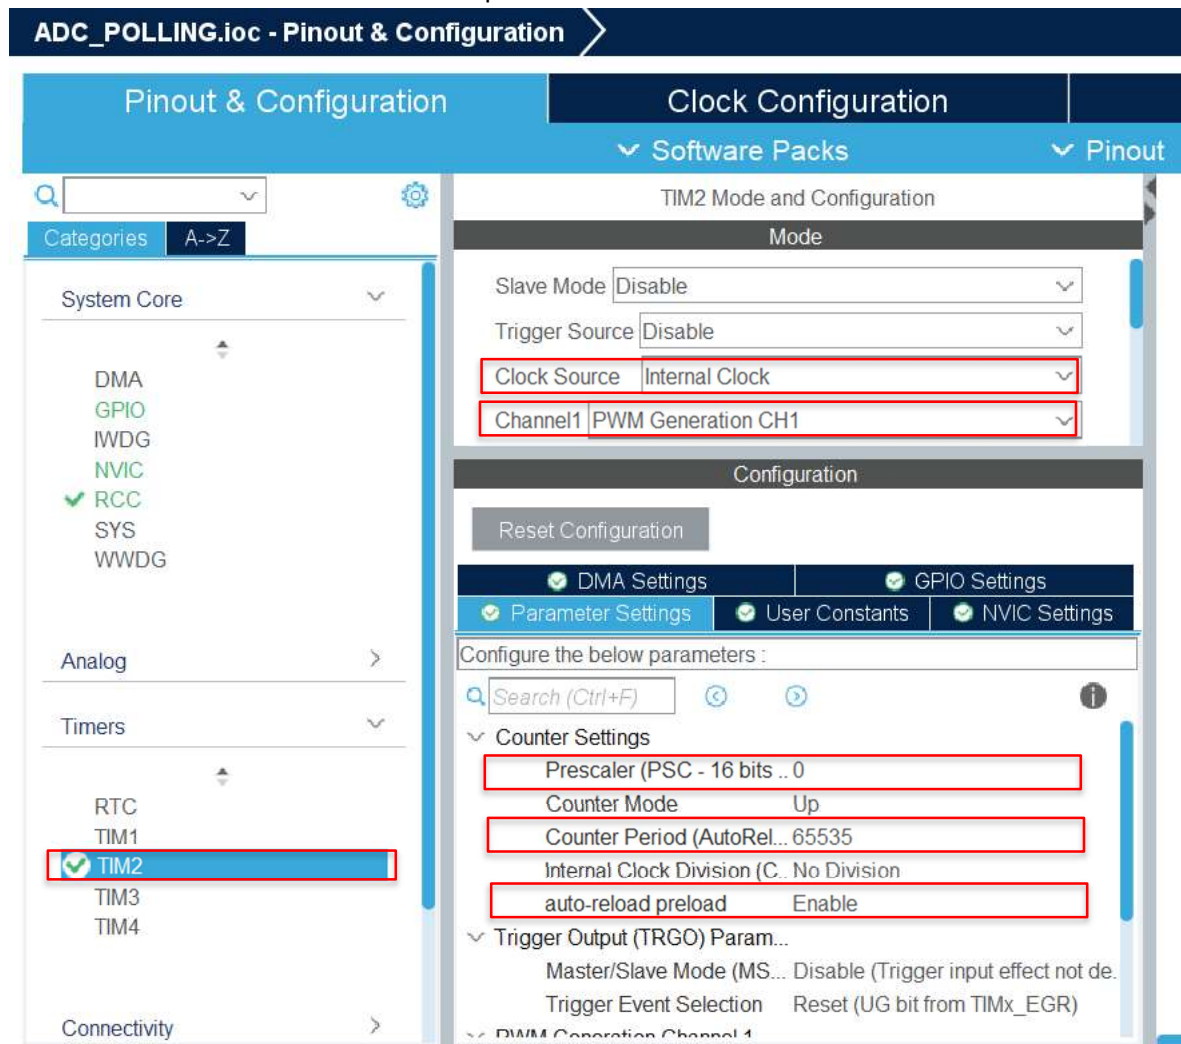 ADC_POLLING.ioc - Pinout & Configuration
Pinout & Configuration
Clock Configuration
Software Packs
Pinout
Categories
A->Z
System Core
DMA
GPIO
IWDG
NVIC
RCC
SYS
WWDG
Analog
Timers
RTC
TIM1
TIM2
TIM3
TIM4
Connectivity
TIM2 Mode and Configuration
Mode
Slave Mode Disable
Trigger Source Disable
Clock Source Internal Clock
Channel1 PWM Generation CH1
Configuration
Reset Configuration
DMA Settings
GPIO Settings
Parameter Settings
User Constants
NVIC Settings
Configure the below parameters :
Search (Ctrl+F)
Counter Settings
Prescaler (PSC - 16 bits .. 0
Counter Mode Up
Counter Period (AutoRel... 65535
Internal Clock Division (C.. No Division
auto-reload preload Enable
Trigger Output (TRGO) Param...
Master/Slave Mode (MS... Disable (Trigger input effect not de.
Trigger Event Selection Reset (UG bit from TIMx_EGR)
PWM Generation Channel 1